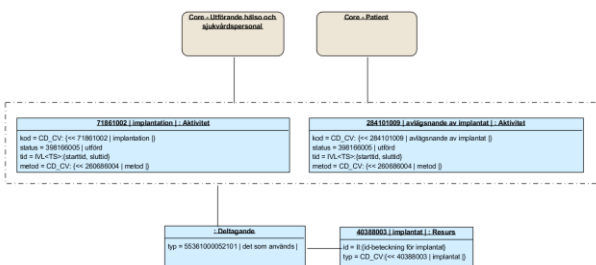 Core - Utförande hälso och
sjukvårdspersonal
Core - Patient
71861002 | implantation | : Aktivitet
kod = CD_CV: {<< 71861002 | implantation |}
status = 398166005 | utförd
tid = IVL<TS>:{starttid, sluttid}
metod = CD_CV: {<< 260686004 | metod |}
284101009 | avlägsnande av implantat | : Aktivitet
kod = CD_CV: {<< 284101009 | avlägsnande av implantat |}
status = 398166005 | utförd
tid = IVL<TS>:{starttid, sluttid}
metod = CD_CV: {<< 260686004 | metod |}
: Deltagande
typ = 55361000052101 | det som används |
40388003 | implantat | : Resurs
id = II:{id-beteckning för implantat}
typ = CD_CV:{<< 40388003 | implantat |}